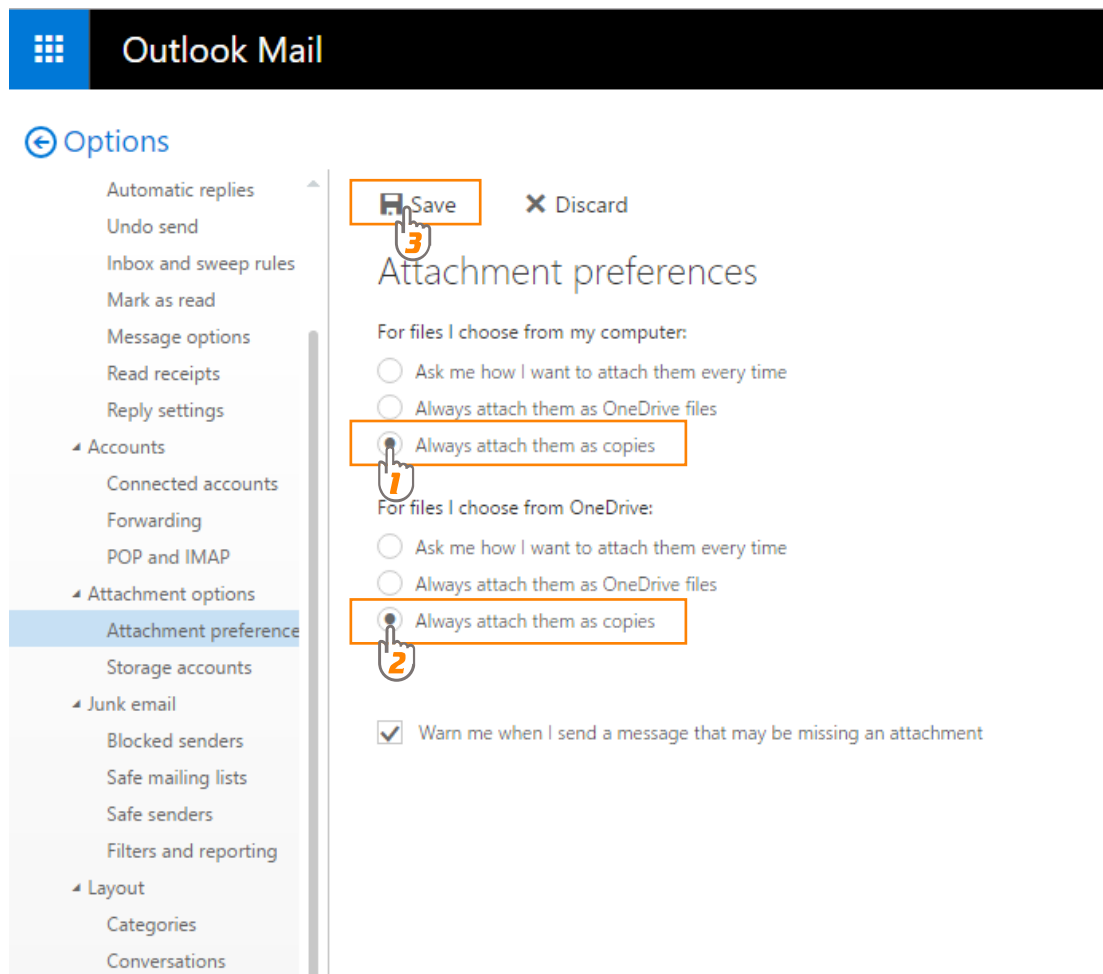 Outlook Mail
Options
Automatic replies
Undo send
Inbox and sweep rules
Mark as read
Message options
Read receipts
Reply settings
Accounts
Connected accounts
Forwarding
POP and IMAP
Attachment options
Attachment preference
Storage accounts
Junk email
Blocked senders
Safe mailing lists
Safe senders
Filters and reporting
Layout
Categories
Conversations
Save
Discard
3
Attachment preferences
For files I choose from my computer:
Ask me how I want to attach them every time
Always attach them as OneDrive files
Always attach them as copies
1
For files I choose from OneDrive:
Ask me how I want to attach them every time
Always attach them as OneDrive files
Always attach them as copies
2
Warn me when I send a message that may be missing an attachment